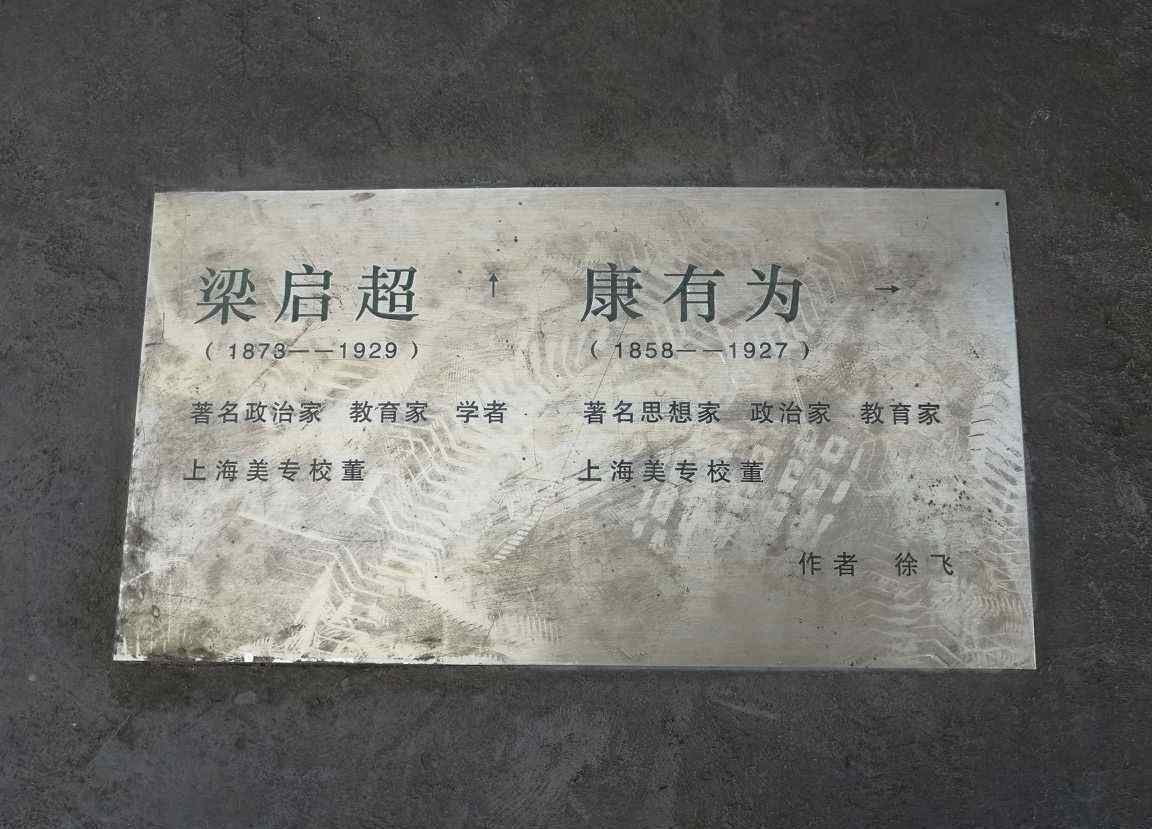 梁启超 ↑ 康有为 →
（1873——1929） （1858——1927）
著名政治家 教育家 学者 著名思想家 政治家 教育家
上海美专校董 上海美专校董
作者 徐飞